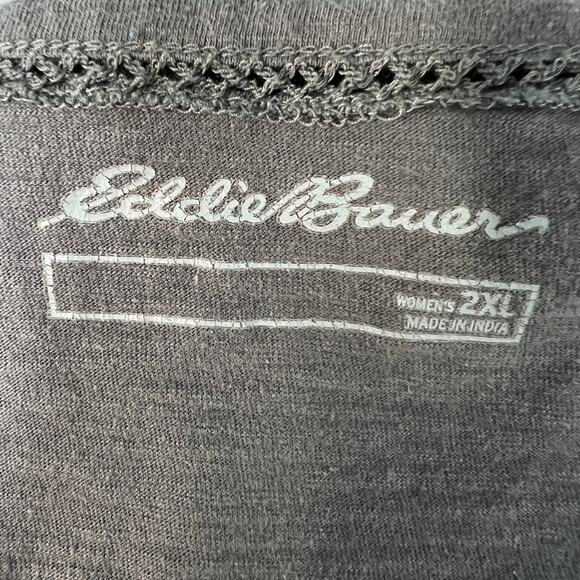 Eddie Bauer
WOMEN'S 2XL
MADE IN INDIA